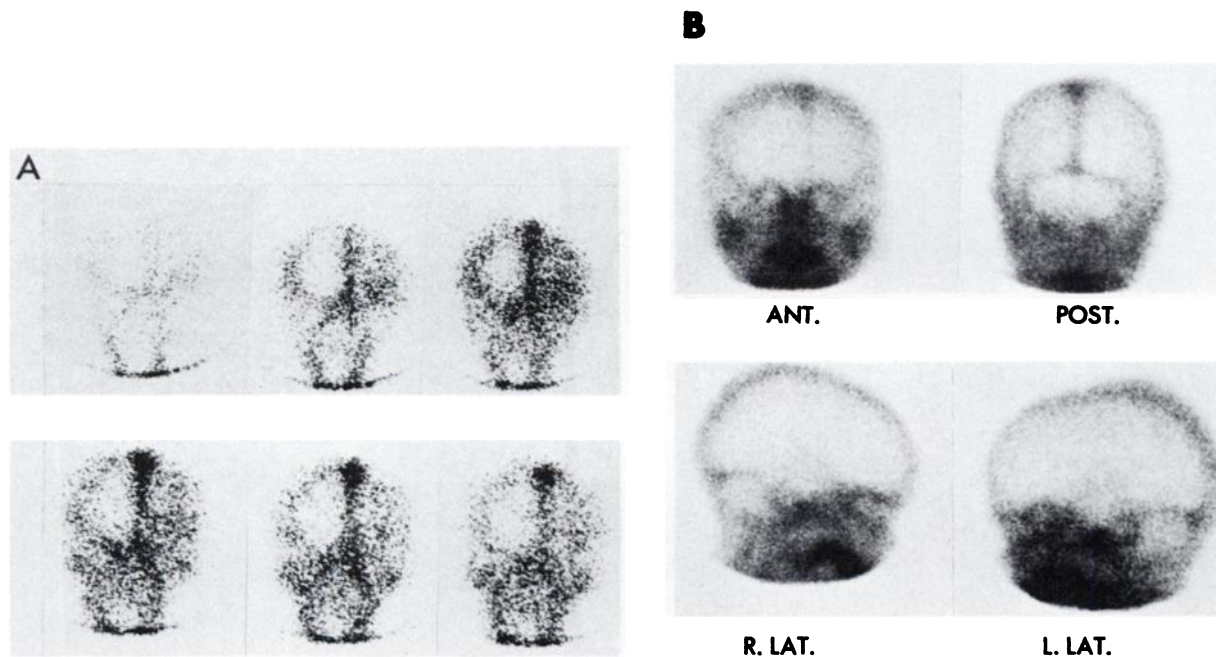 A
B
ANT.
POST.
R. LAT.
L. LAT.